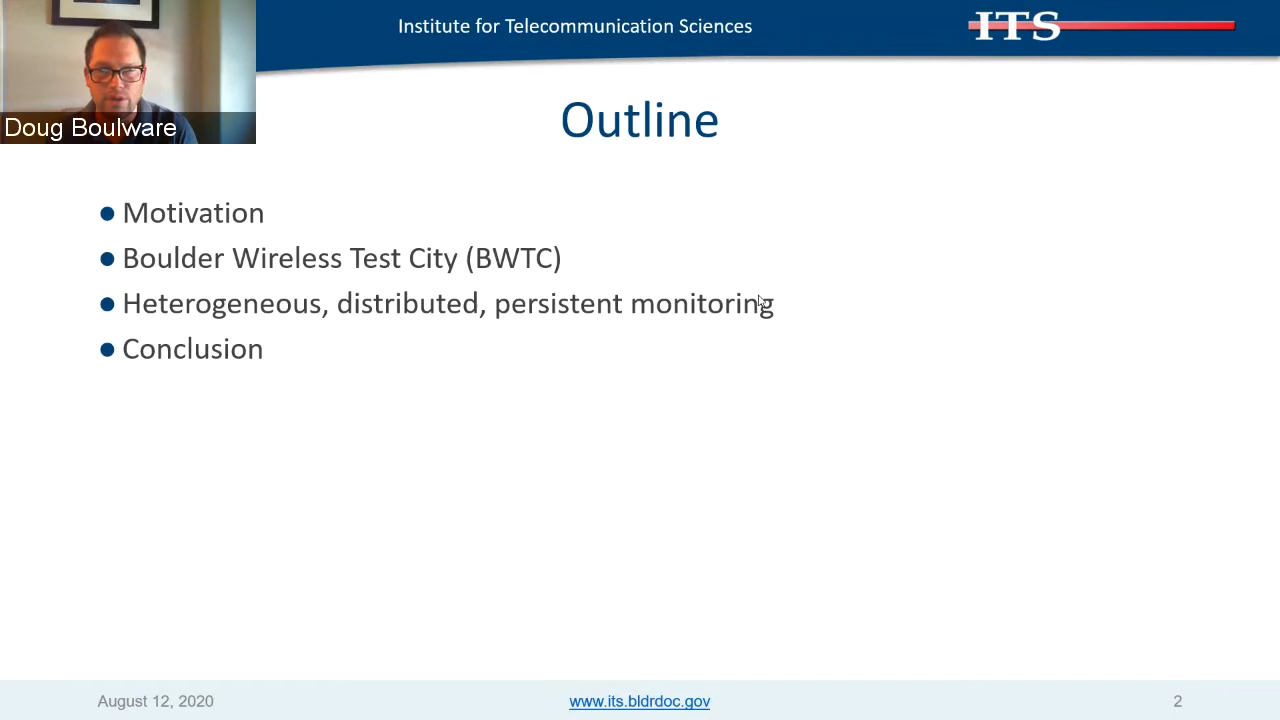 Institute for Telecommunication Sciences
ITS
Doug Boulware
Outline
● Motivation
● Boulder Wireless Test City (BWTC)
● Heterogeneous, distributed, persistent monitoring
● Conclusion
August 12, 2020
www.its.bldrdoc.gov
2